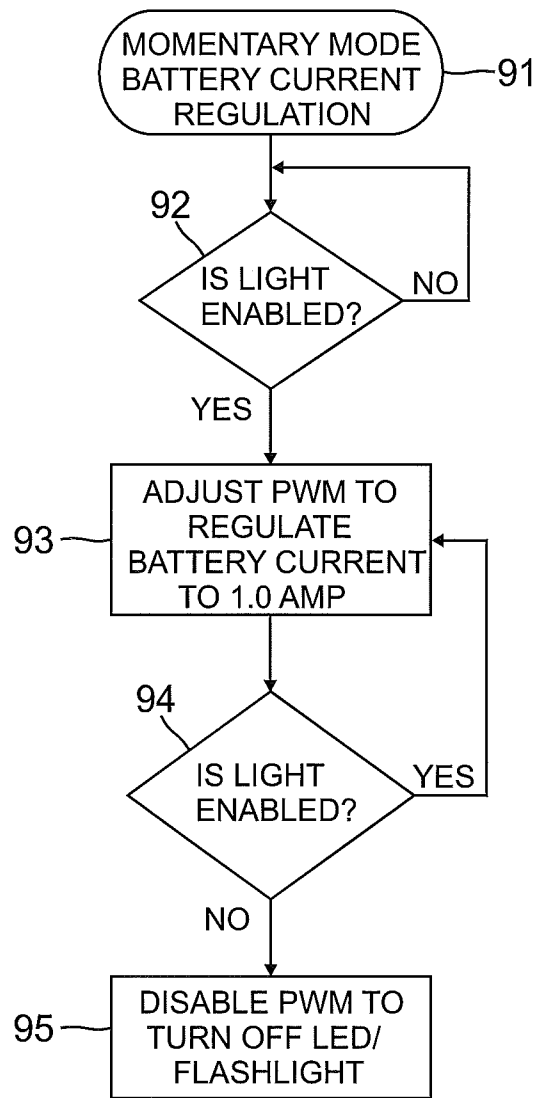 MOMENTARY MODE
BATTERY CURRENT
REGULATION
91
92
IS LIGHT
ENABLED?
NO
YES
ADJUST PWM TO
REGULATE
BATTERY CURRENT
TO 1.0 AMP
93
94
IS LIGHT
ENABLED?
YES
NO
DISABLE PWM TO
TURN OFF LED/
FLASHLIGHT
95